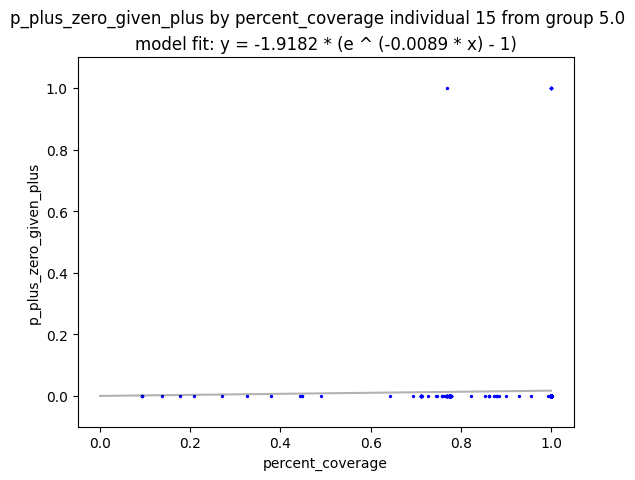 p_plus_zero_given_plus by percent_coverage individual 15 from group 5.0
model fit: y = -1.9182 * (e ^ (-0.0089 * x) - 1)
1.0
0.8
0.6
0.4
0.2
0.0
p_plus_zero_given_plus
0.0 0.2 0.4 0.6 0.8 1.0
percent_coverage